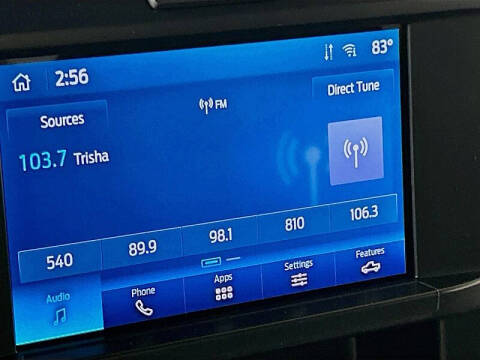 2:56 83°
FM Direct Tune
Sources
103.7 Trisha
540 89.9 98.1 810 106.3
Audio Phone Apps Settings Features